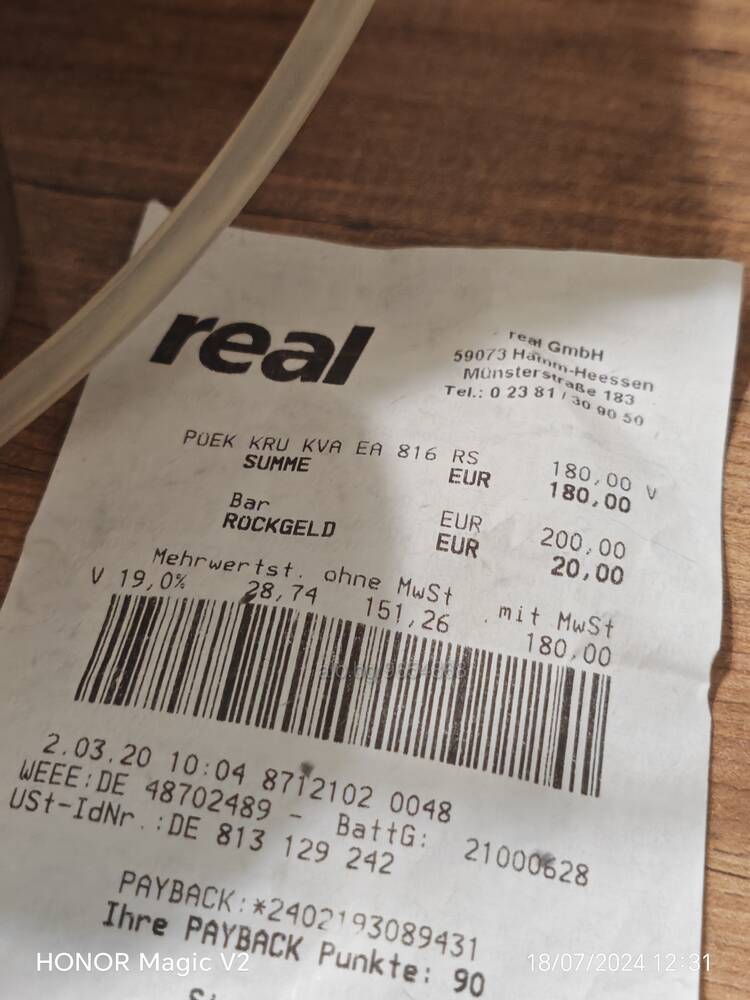 real
real GmbH
59073 Hamm-Heessen
Münsterstraße 183
Tel.: 0 23 81 / 30 90 50
PÜEK KRU KVA EA 816 RS 180,00 V
SUMME EUR 180,00
Bar EUR 200,00
RÜCKGELD EUR 20,00
Mehrwertst. ohne MwSt mit MwSt
V 19,0% 28,74 151,26 180,00
2.03.20 10:04 8712102 0048
WEEE:DE 48702489 - BattG: 21000628
USt-IdNr.:DE 813 129 242
PAYBACK:*2402193089431
Ihre PAYBACK Punkte: 90
HONOR Magic V2
18/07/2024 12:31